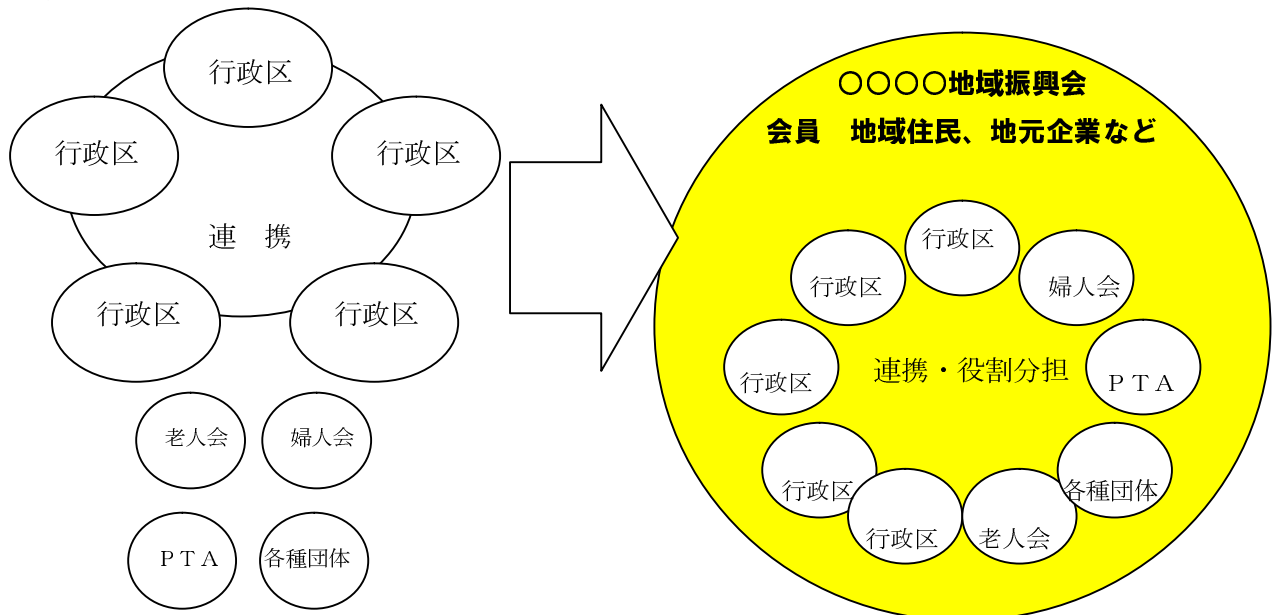 行政区
行政区
行政区
連　携
行政区
行政区
老人会
婦人会
ＰＴＡ
各種団体
〇〇〇〇地域振興会
会員　地域住民、地元企業など
行政区
行政区
婦人会
行政区
連携・役割分担
ＰＴＡ
行政区
各種団体
行政区
老人会